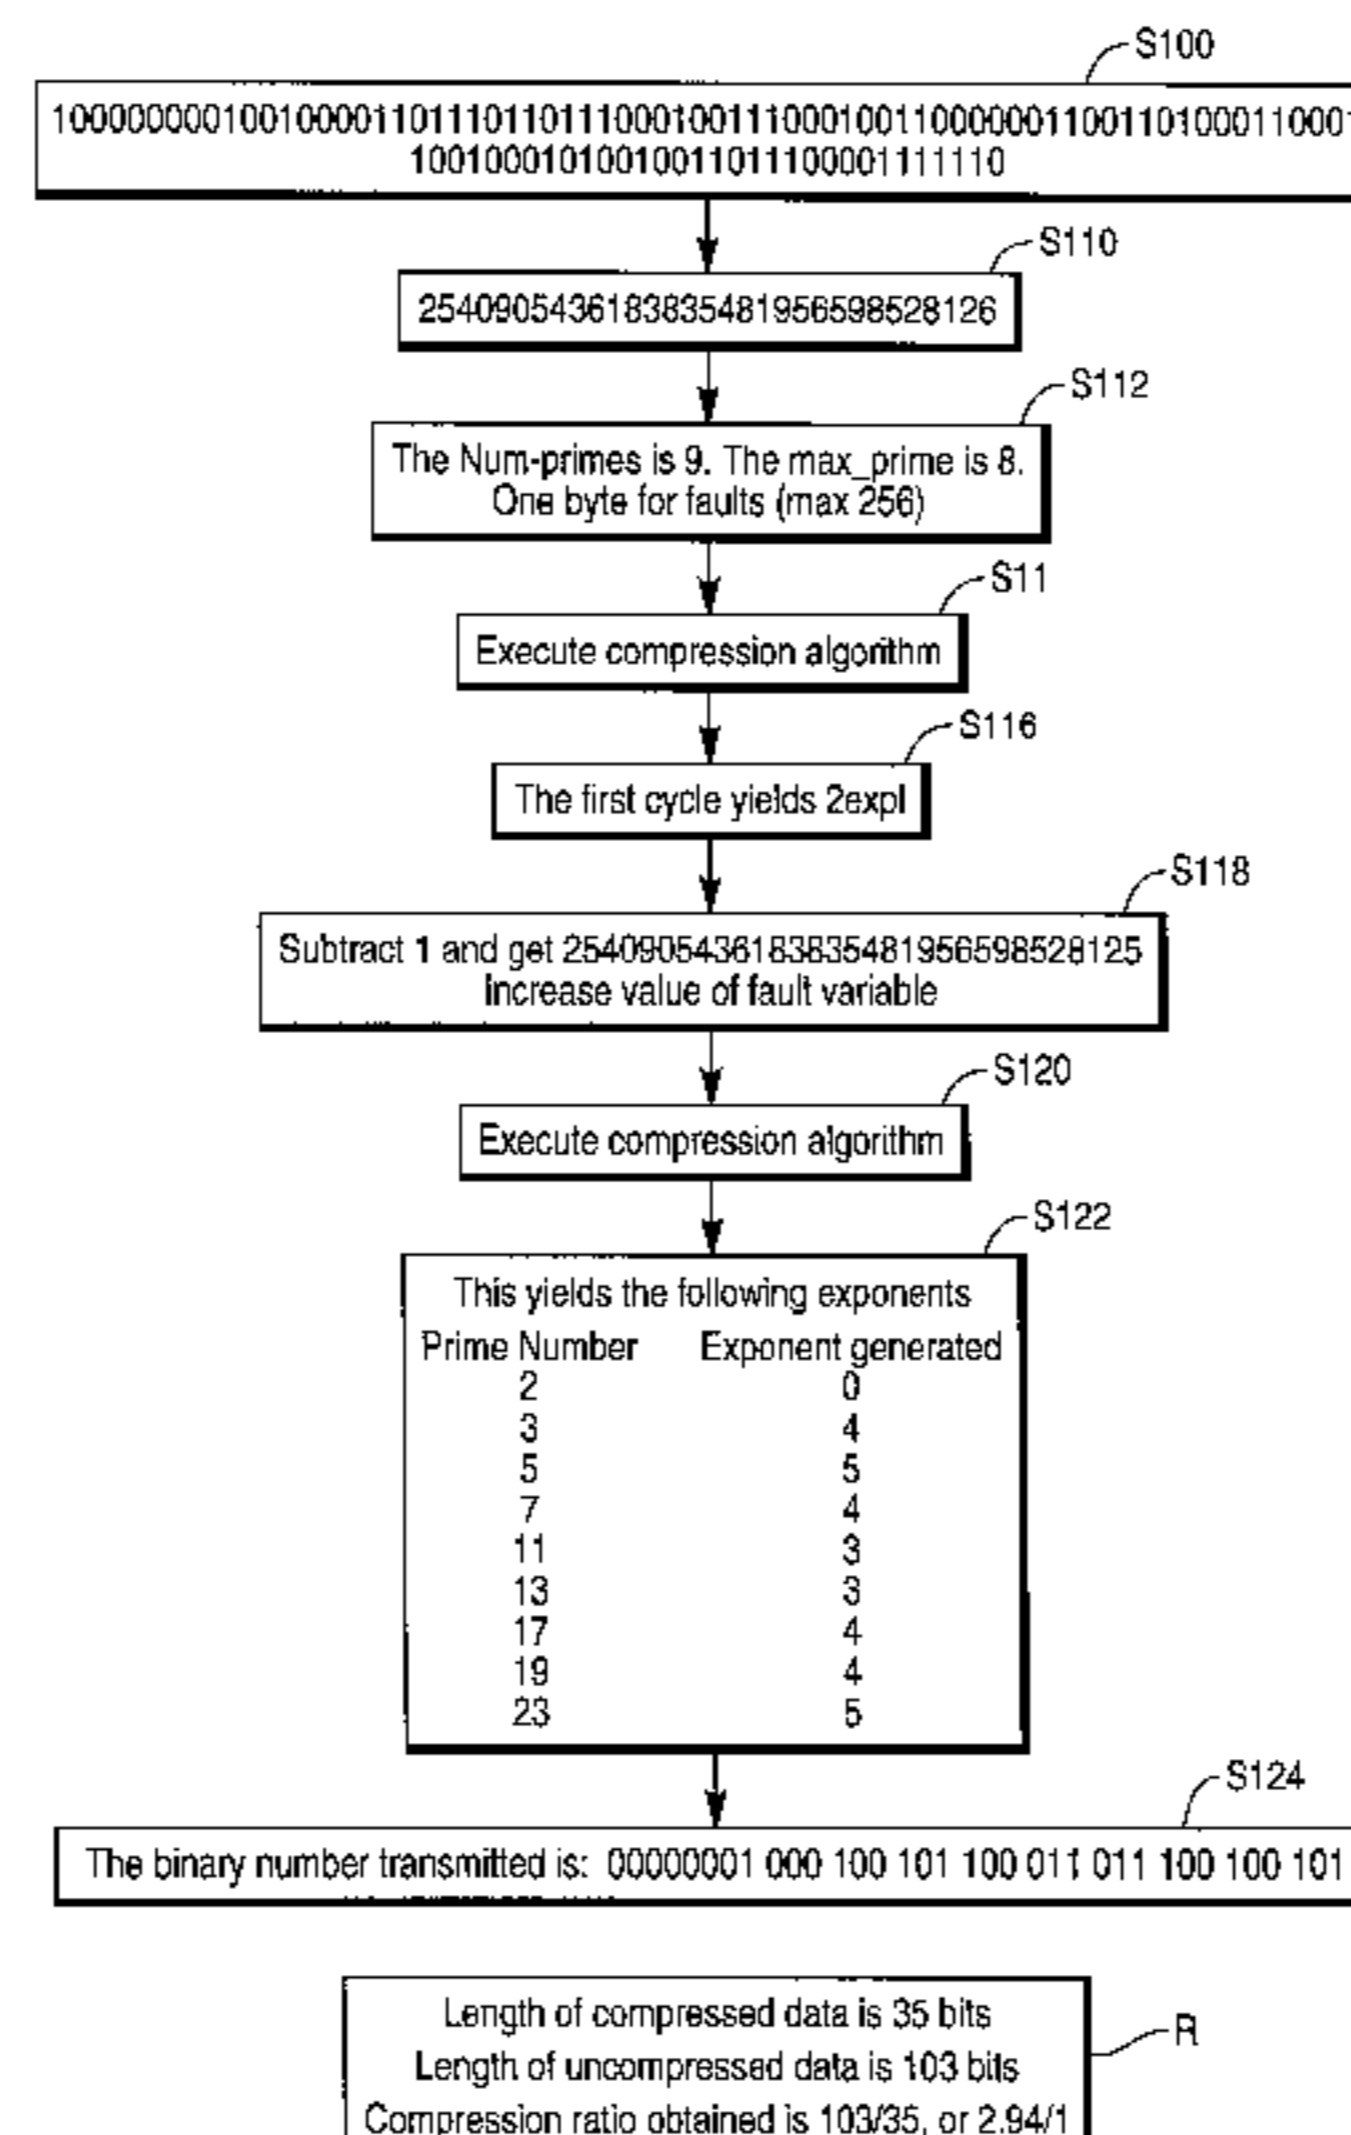 S100
1000000001001000011011101101110001001110001001100000011001101000110001
10010001010010011011100001111110
S110
25409054361838354819565985​28126
S112
The Num-primes is 9. The max_prime is 8.
One byte for faults (max 256)
S11
Execute compression algorithm
S116
The first cycle yields 2expl
S118
Subtract 1 and get 2540905436183835481956598528125
Increase value of fault variable
S120
Execute compression algorithm
S122
This yields the following exponents
Prime Number Exponent generated
2 0
3 4
5 5
7 4
11 3
13 3
17 4
19 4
23 5
S124
The binary number transmitted is: 00000001 000 100 101 100 011 011 100 100 101
Length of compressed data is 35 bits
R
Length of uncompressed data is 103 bits
Compression ratio obtained is 103/35, or 2.94/1